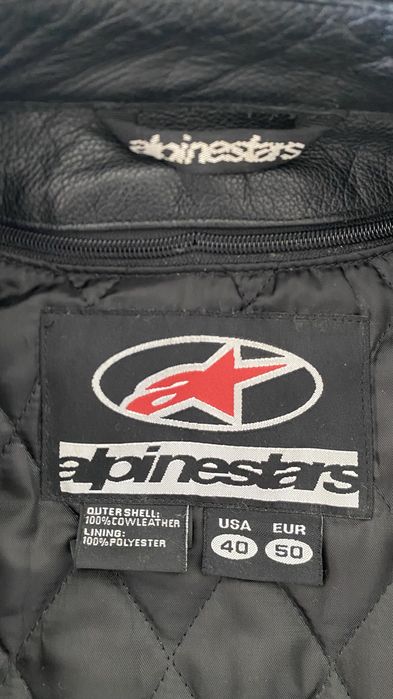 alpinestars
alpinestars
OUTER SHELL:
100%COWLEATHER
LINING:
100%POLYESTER
USA EUR
40 50